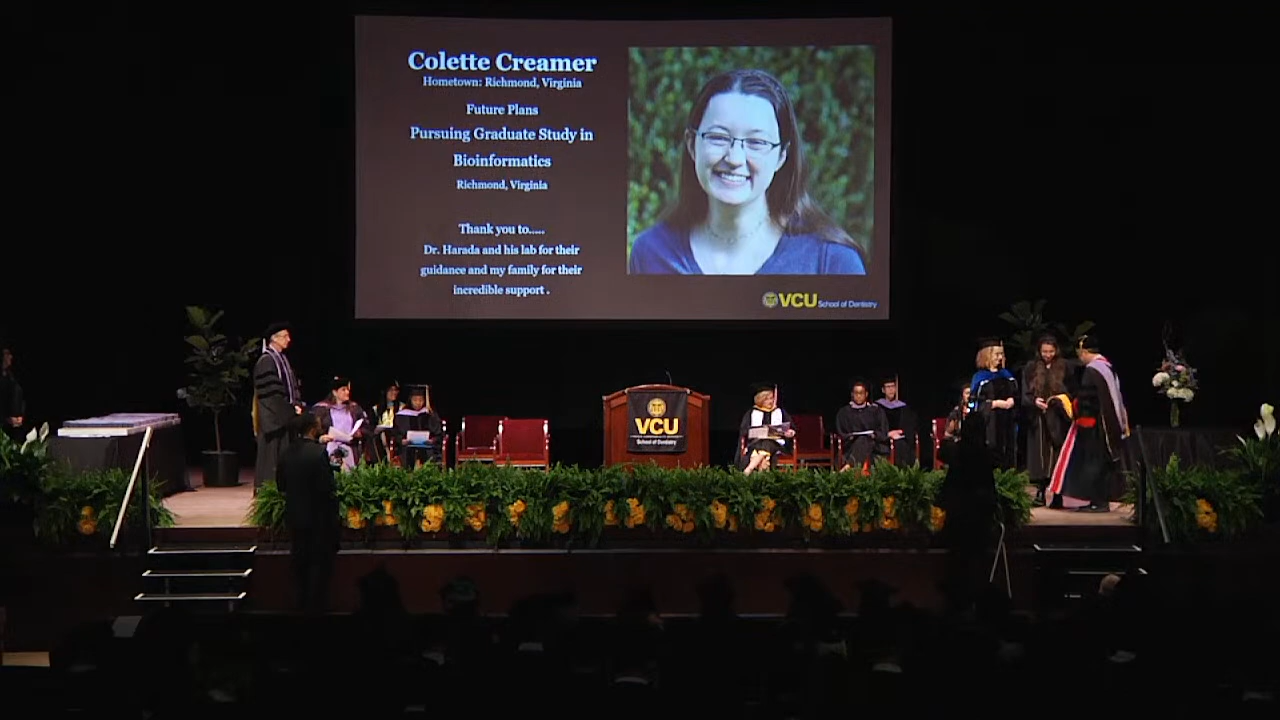 Colette Creamer
Hometown: Richmond, Virginia
Future Plans
Pursuing Graduate Study in
Bioinformatics
Richmond, Virginia
Thank you to.....
Dr. Harada and his lab for their
guidance and my family for their
incredible support .
VCU School of Dentistry
VCU
School of Dentistry